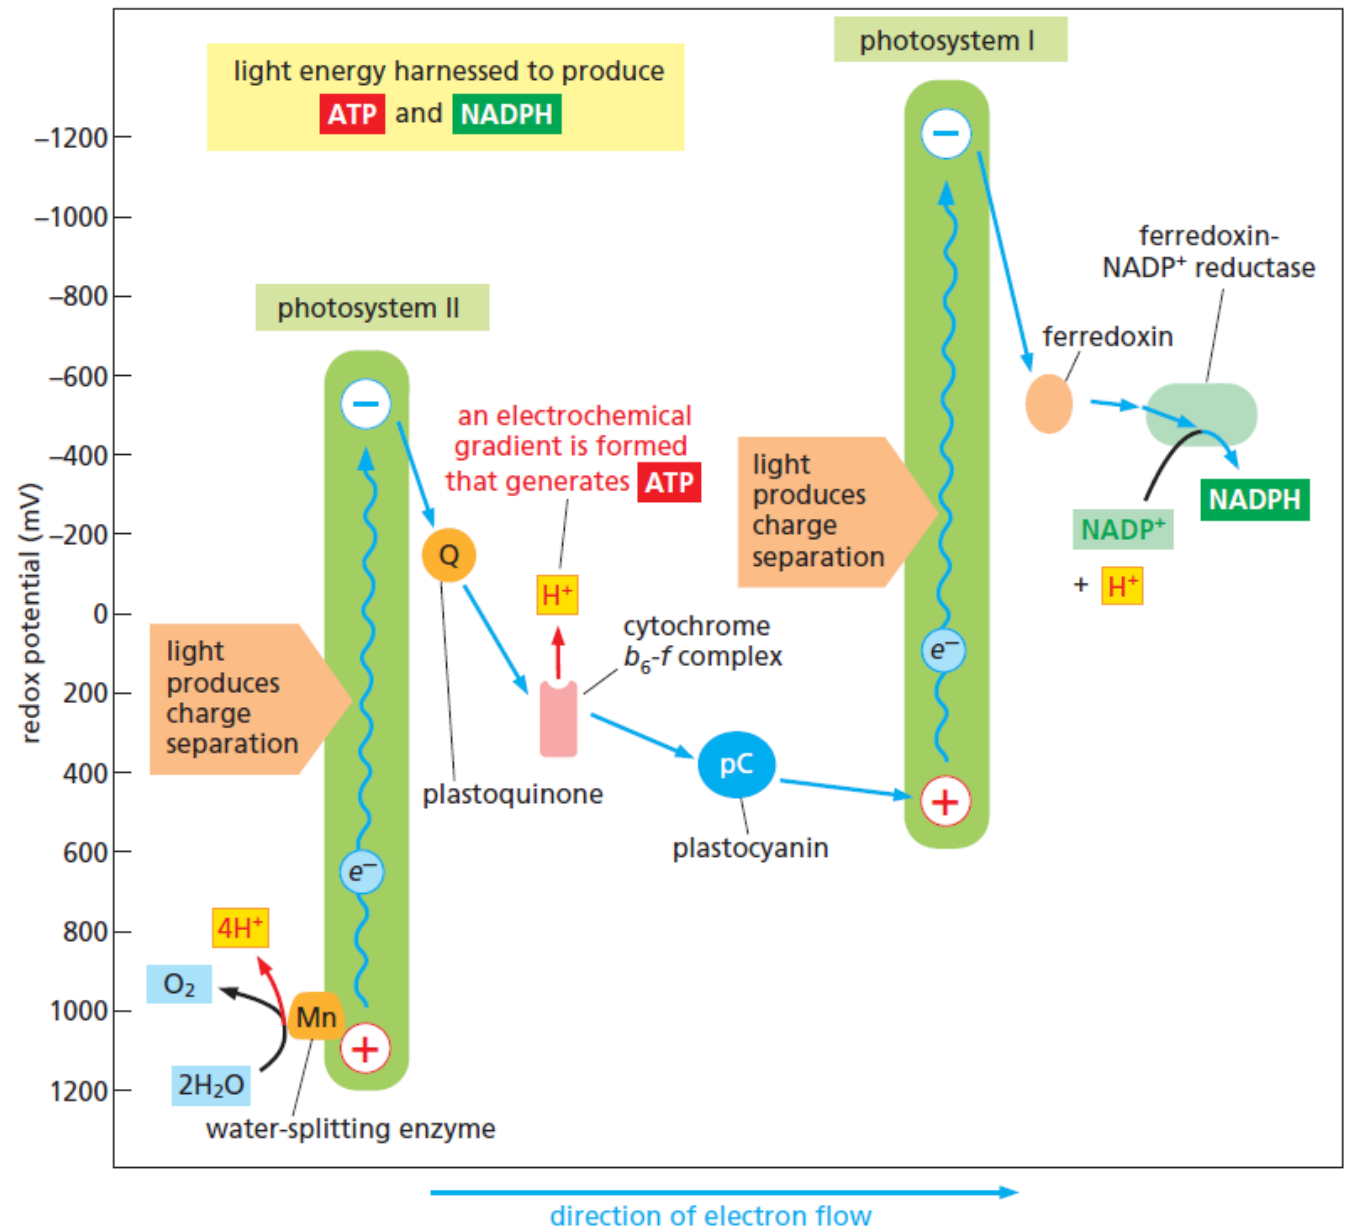 photosystem I
light energy harnessed to produce
ATP and NADPH
−1200
−1000
−800
−600
−400
−200
0
200
400
600
800
1000
1200
redox potential (mV)
ferredoxin-
NADP⁺ reductase
photosystem II
ferredoxin
−
−
an electrochemical
gradient is formed
that generates ATP
light
produces
charge
separation
NADPH
NADP⁺
+ H⁺
Q
H⁺
cytochrome
b₆-f complex
light
produces
charge
separation
e⁻
pC
plastoquinone
+
plastocyanin
e⁻
4H⁺
O₂
Mn
+
2H₂O
water-splitting enzyme
direction of electron flow